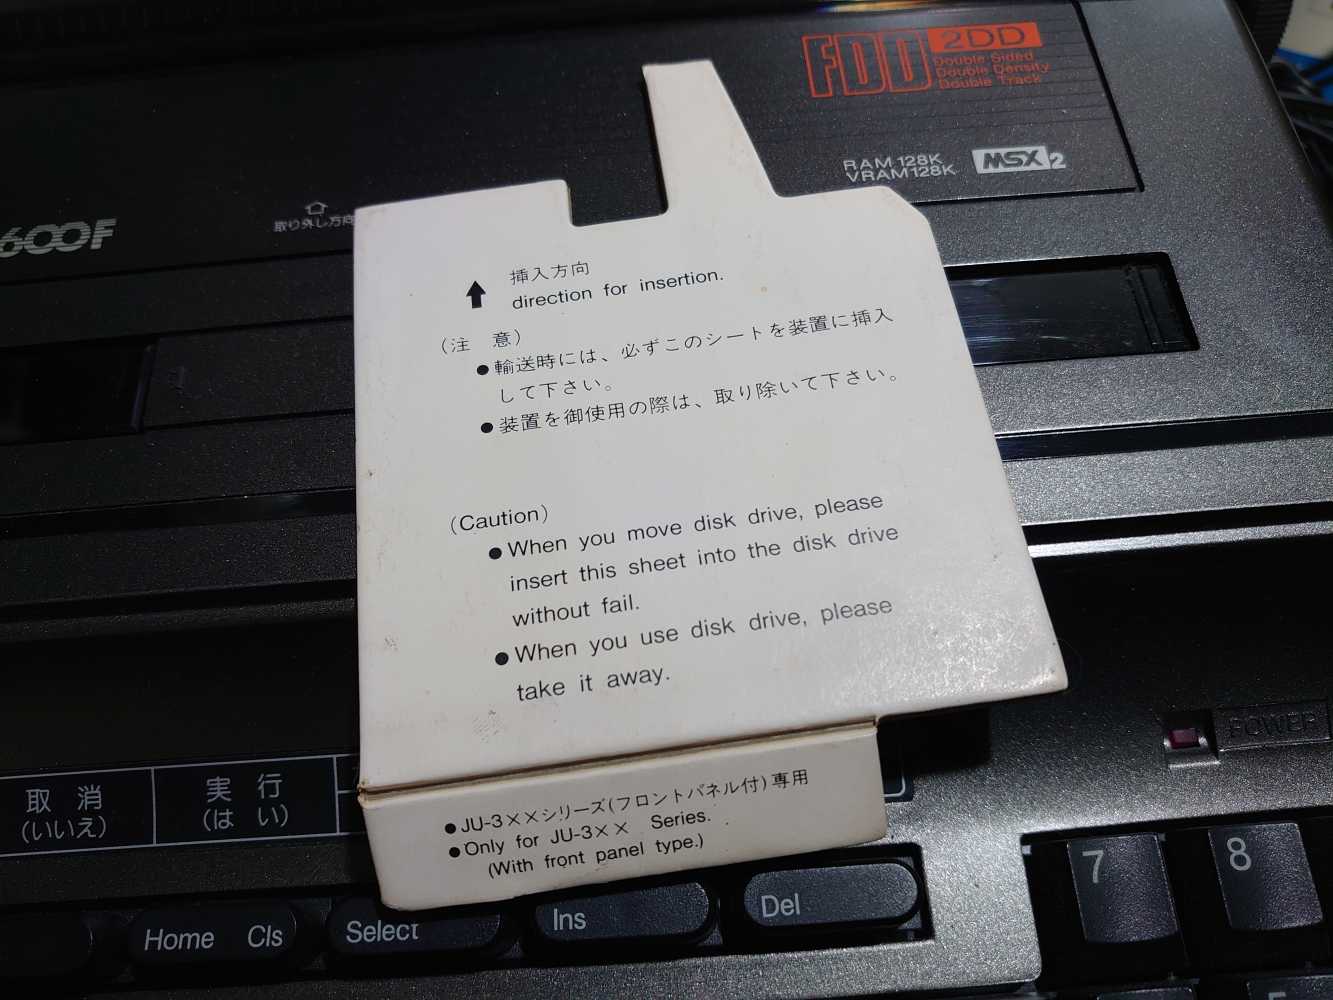 FDD 2DD
Double Sided
Double Density
Double Track
RAM 128K
VRAM128K
MSX2
600F
取り外し方向
挿入方向
direction for insertion.
(注 意)
●輸送時には、必ずこのシートを装置に挿入
して下さい。
●装置を御使用の際は、取り除いて下さい。
(Caution)
●When you move disk drive, please
insert this sheet into the disk drive
without fail.
●When you use disk drive, please
take it away.
●JU-3××シリーズ(フロントパネル付)専用
●Only for JU-3×× Series.
(With front panel type.)
POWER
取 消
(いいえ)
実 行
(は い)
Home Cls
Select
Ins
Del
7
8